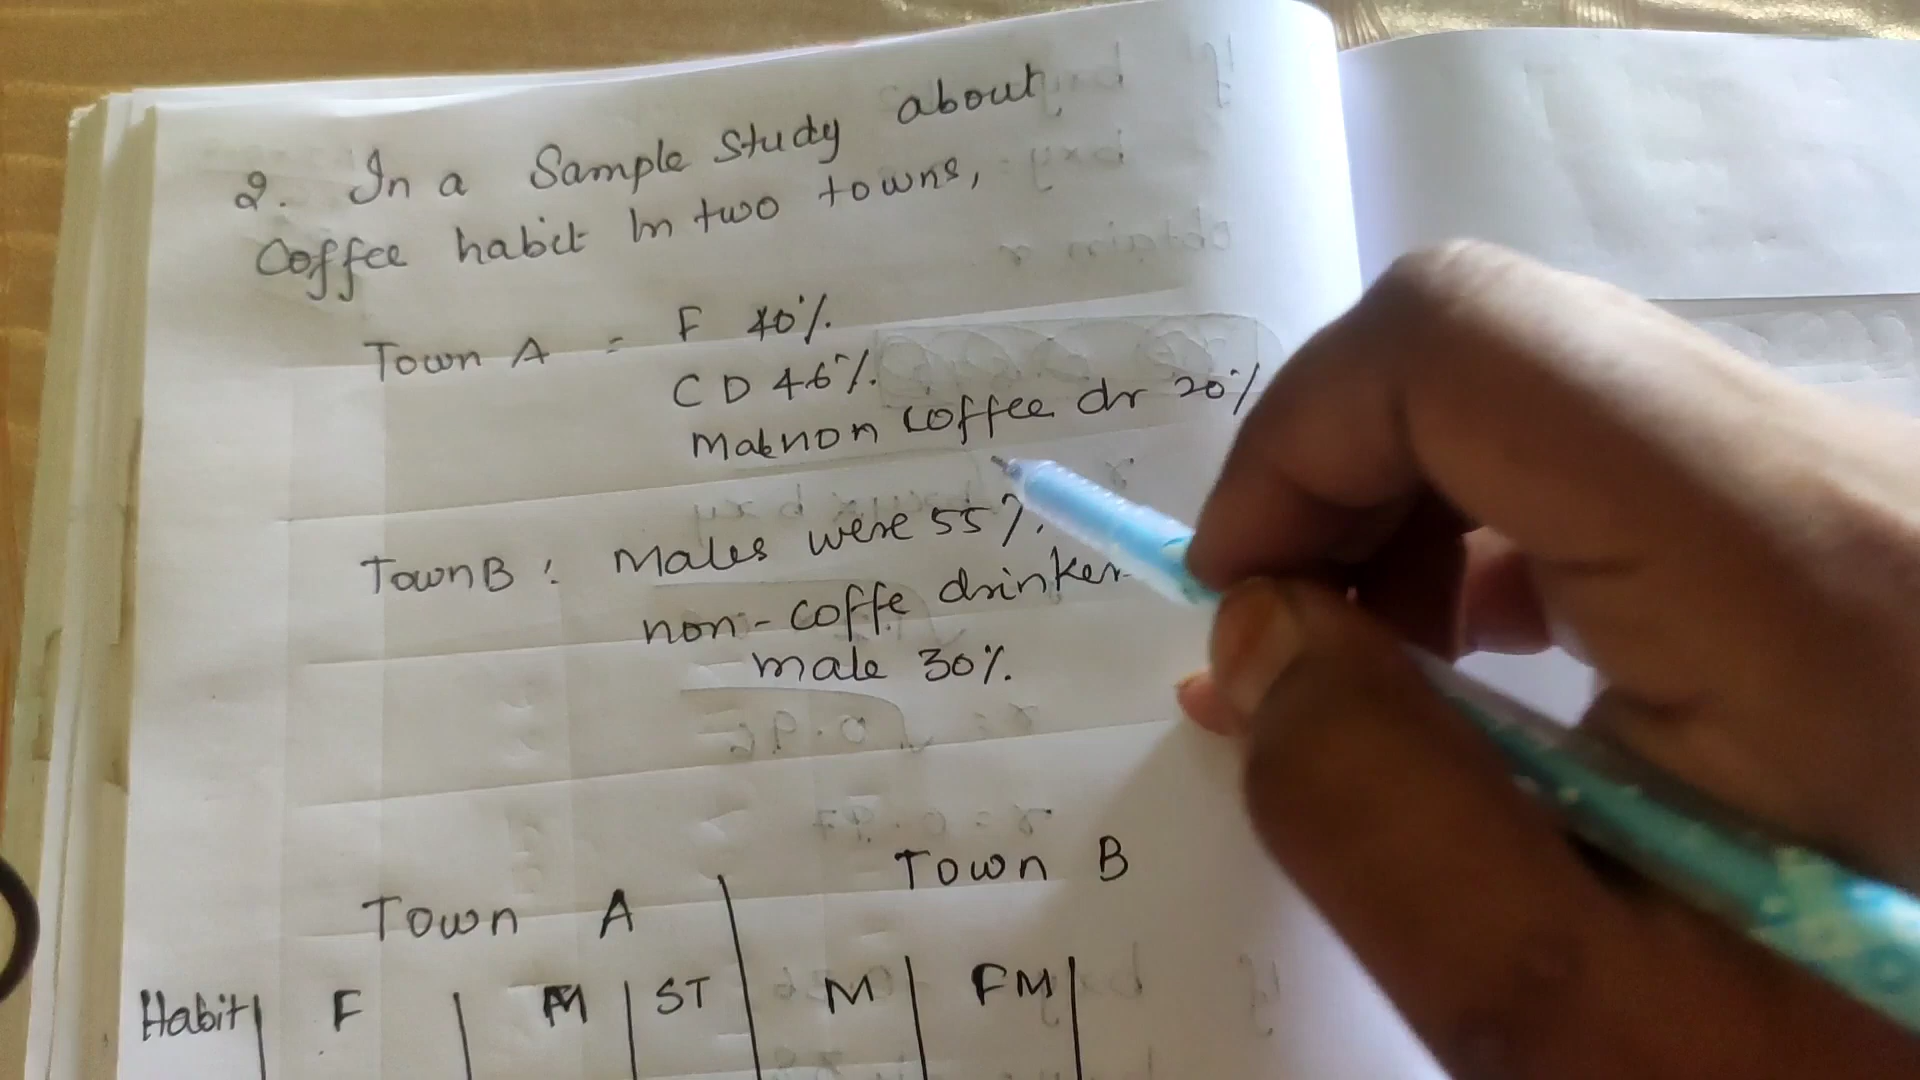 2. In a Sample Study about
Coffee habit In two towns,
Town A = F 40%.
CD 46%.
Male non coffee dr 20%
Town B : Males were 55%.
non-coffe drinker
male 30%.
Town A
Town B
Habit F M ST M FM